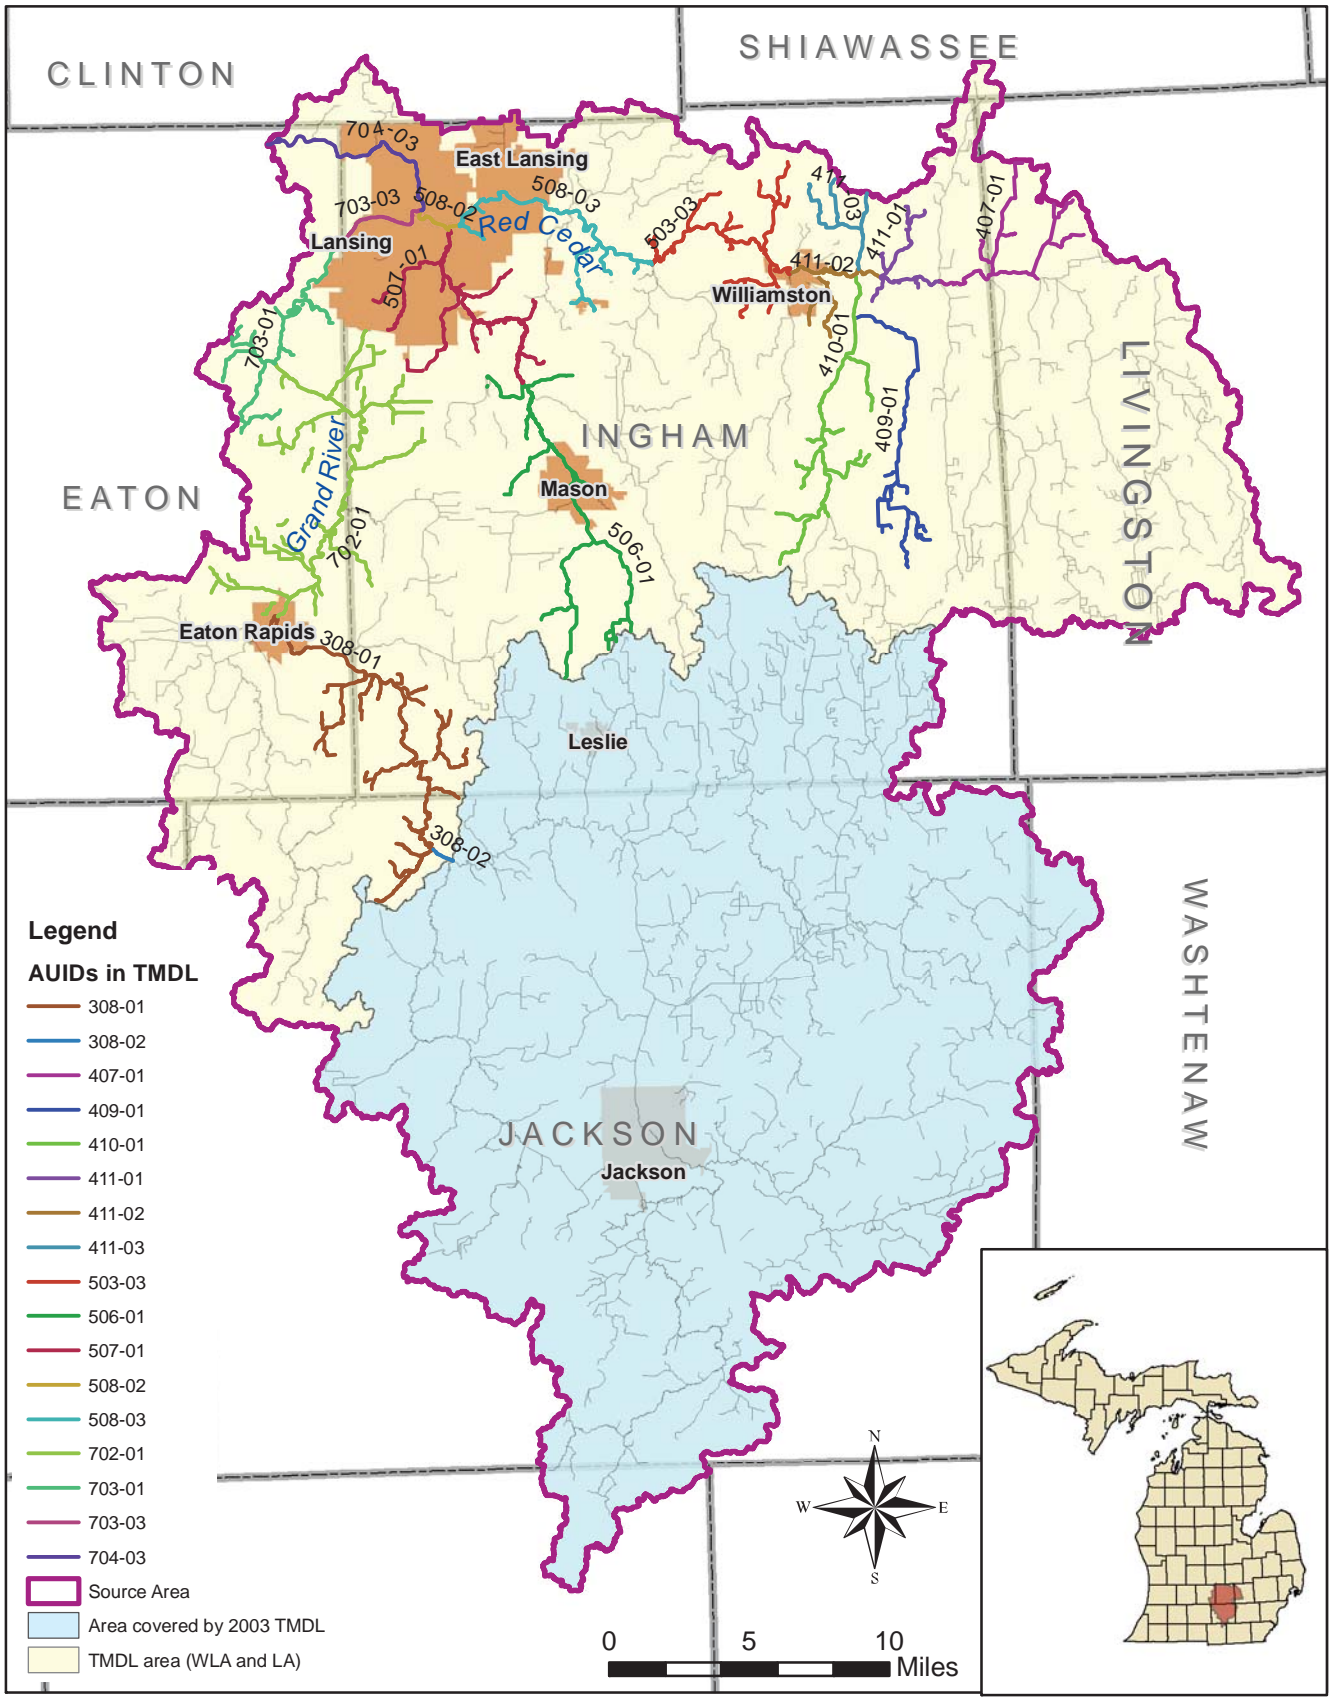 CLINTON
SHIAWASSEE
704-03
East Lansing
508-03
703-03
508-02
Red Cedar
Lansing
503-03
411-03
411-01
407-01
507-01
411-02
Williamston
703-01
410-01
409-01
LIVINGSTON
INGHAM
Grand River
Mason
EATON
702-01
506-01
Eaton Rapids
308-01
Leslie
308-02
WASHTENAW
JACKSON
Jackson
Legend
AUIDs in TMDL
308-01
308-02
407-01
409-01
410-01
411-01
411-02
411-03
503-03
506-01
507-01
508-02
508-03
702-01
703-01
703-03
704-03
Source Area
Area covered by 2003 TMDL
TMDL area (WLA and LA)
N
W E
S
0 5 10
Miles